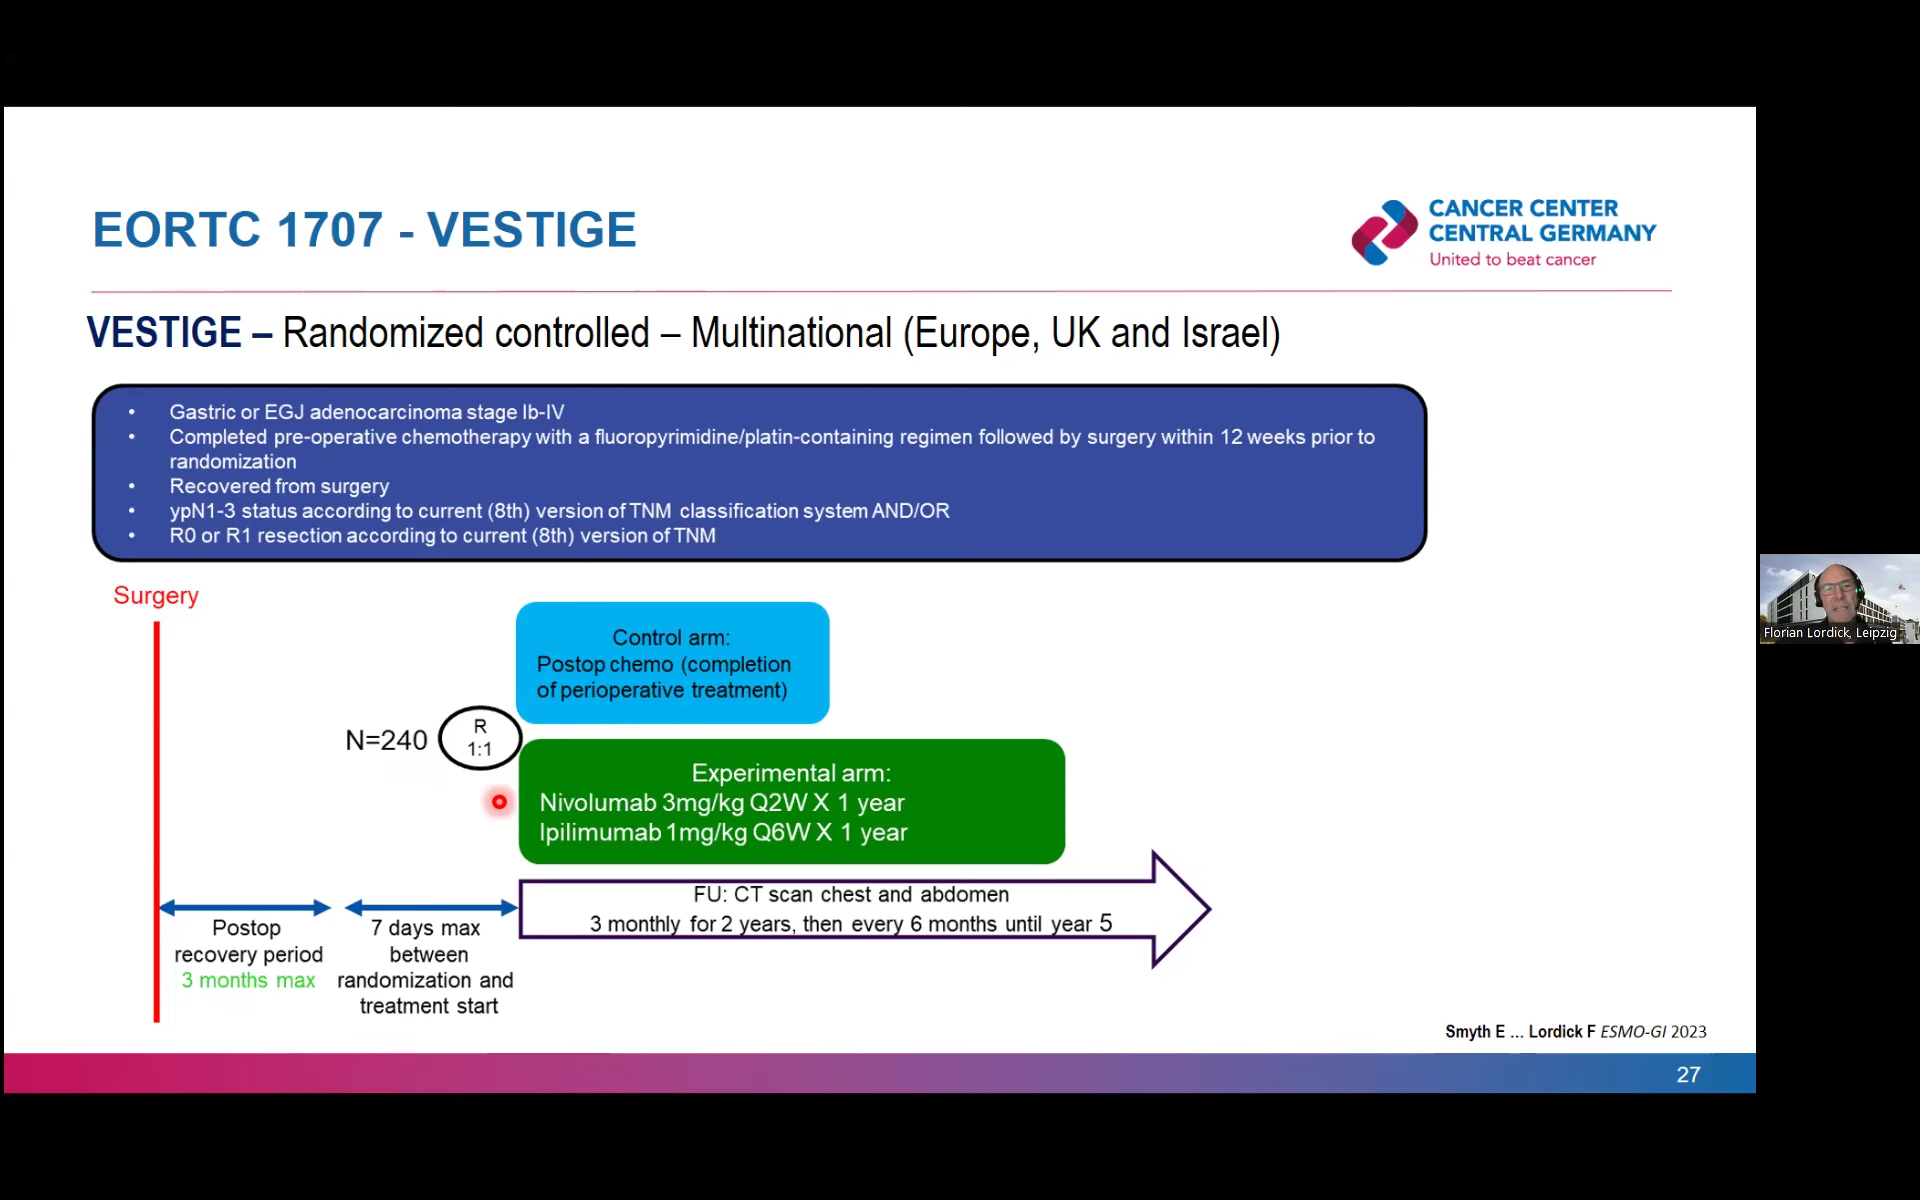 EORTC 1707 - VESTIGE
CANCER CENTER
CENTRAL GERMANY
United to beat cancer
VESTIGE – Randomized controlled – Multinational (Europe, UK and Israel)
• Gastric or EGJ adenocarcinoma stage Ib-IV
• Completed pre-operative chemotherapy with a fluoropyrimidine/platin-containing regimen followed by surgery within 12 weeks prior to
randomization
• Recovered from surgery
• ypN1-3 status according to current (8th) version of TNM classification system AND/OR
• R0 or R1 resection according to current (8th) version of TNM
Surgery
Control arm:
Postop chemo (completion
of perioperative treatment)
N=240
R
1:1
Experimental arm:
Nivolumab 3mg/kg Q2W X 1 year
Ipilimumab 1mg/kg Q6W X 1 year
FU: CT scan chest and abdomen
3 monthly for 2 years, then every 6 months until year 5
Postop
recovery period
3 months max
7 days max
between
randomization and
treatment start
Smyth E ... Lordick F ESMO-GI 2023
27
Florian Lordick, Leipzig